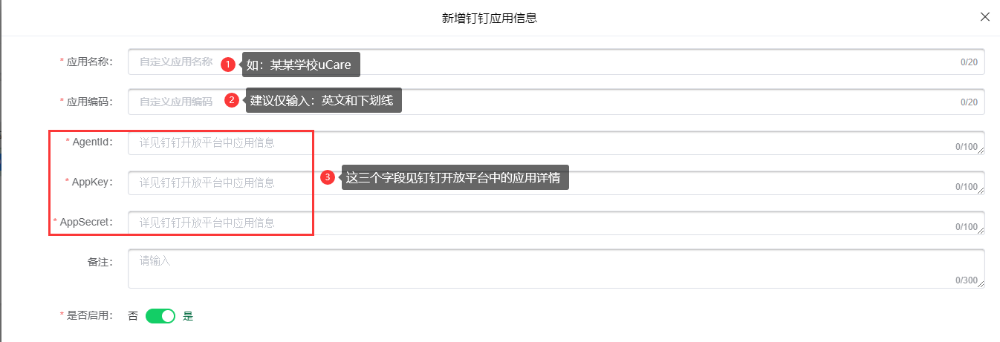 新增钉钉应用信息
* 应用名称： 自定义应用名称 1 如：某某学校uCare 0/20
* 应用编码： 自定义应用编码 2 建议仅输入：英文和下划线 0/20
* AgentId： 详见钉钉开放平台中应用信息 0/100
* AppKey： 详见钉钉开放平台中应用信息 3 这三个字段见钉钉开放平台中的应用详情 0/100
* AppSecret： 详见钉钉开放平台中应用信息 0/100
备注： 请输入 0/300
* 是否启用： 否 是